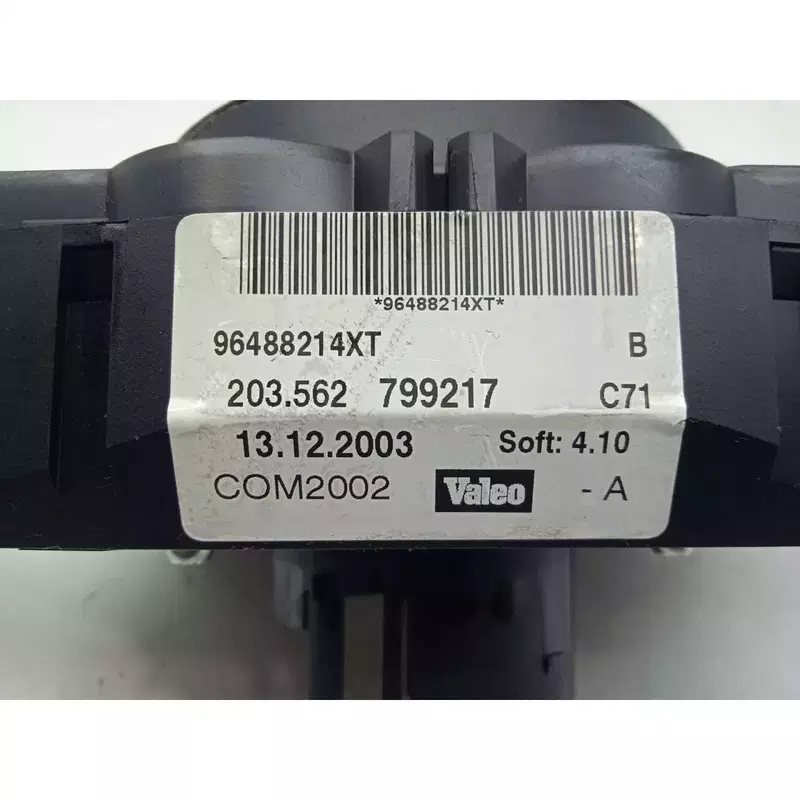 *96488214XT*
96488214XT B
203.562 799217 C71
13.12.2003 Soft: 4.10
COM2002 Valeo - A